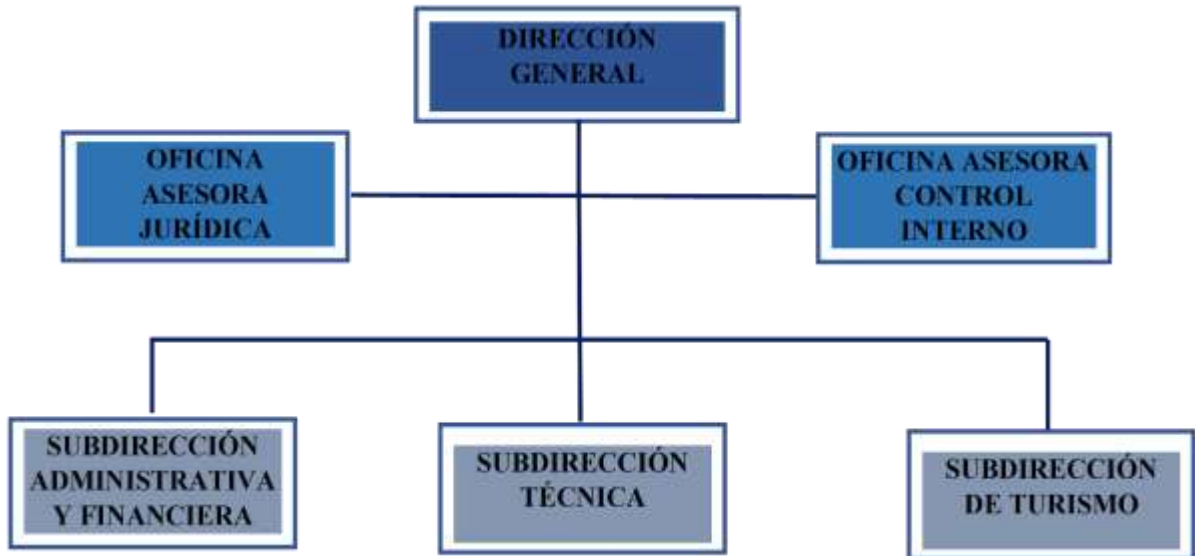 DIRECCIÓN
GENERAL
OFICINA
ASESORA
JURÍDICA
OFICINA ASESORA
CONTROL
INTERNO
SUBDIRECCIÓN
ADMINISTRATIVA
Y FINANCIERA
SUBDIRECCIÓN
TÉCNICA
SUBDIRECCIÓN
DE TURISMO